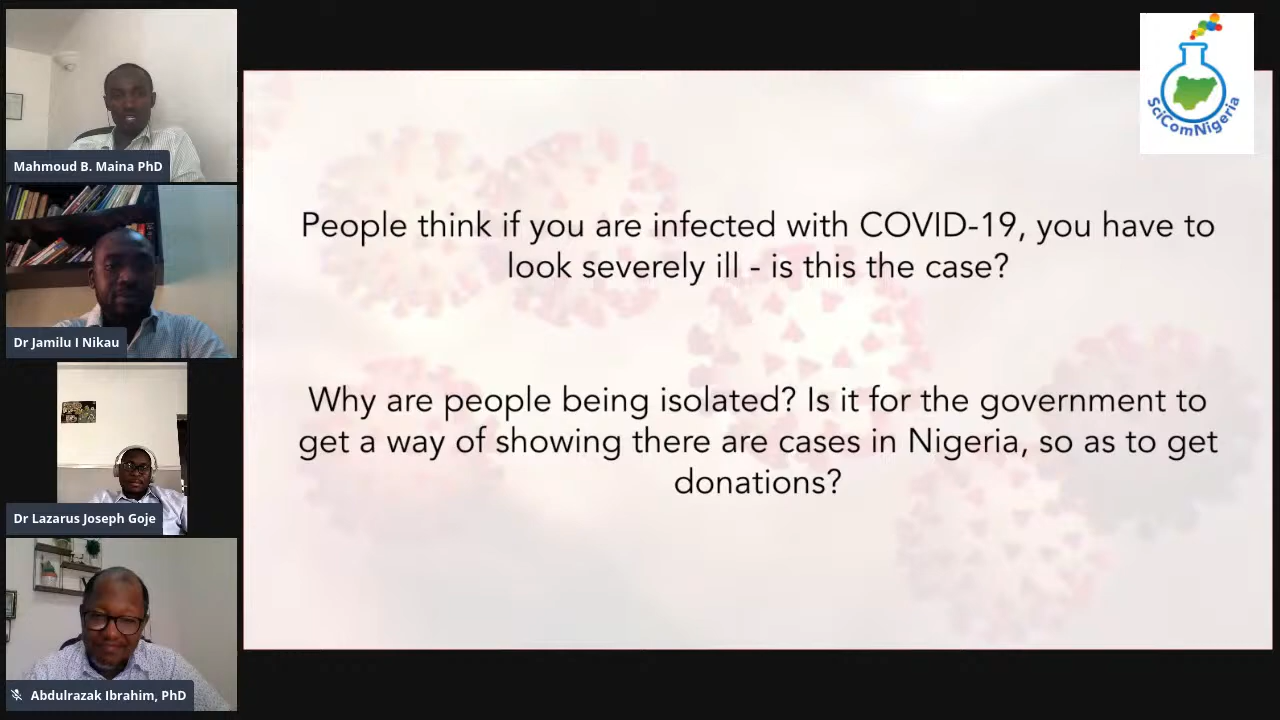 Mahmoud B. Maina PhD
Dr Jamilu I Nikau
Dr Lazarus Joseph Goje
Abdulrazak Ibrahim, PhD
SciComNigeria
People think if you are infected with COVID-19, you have to
look severely ill - is this the case?
Why are people being isolated? Is it for the government to
get a way of showing there are cases in Nigeria, so as to get
donations?